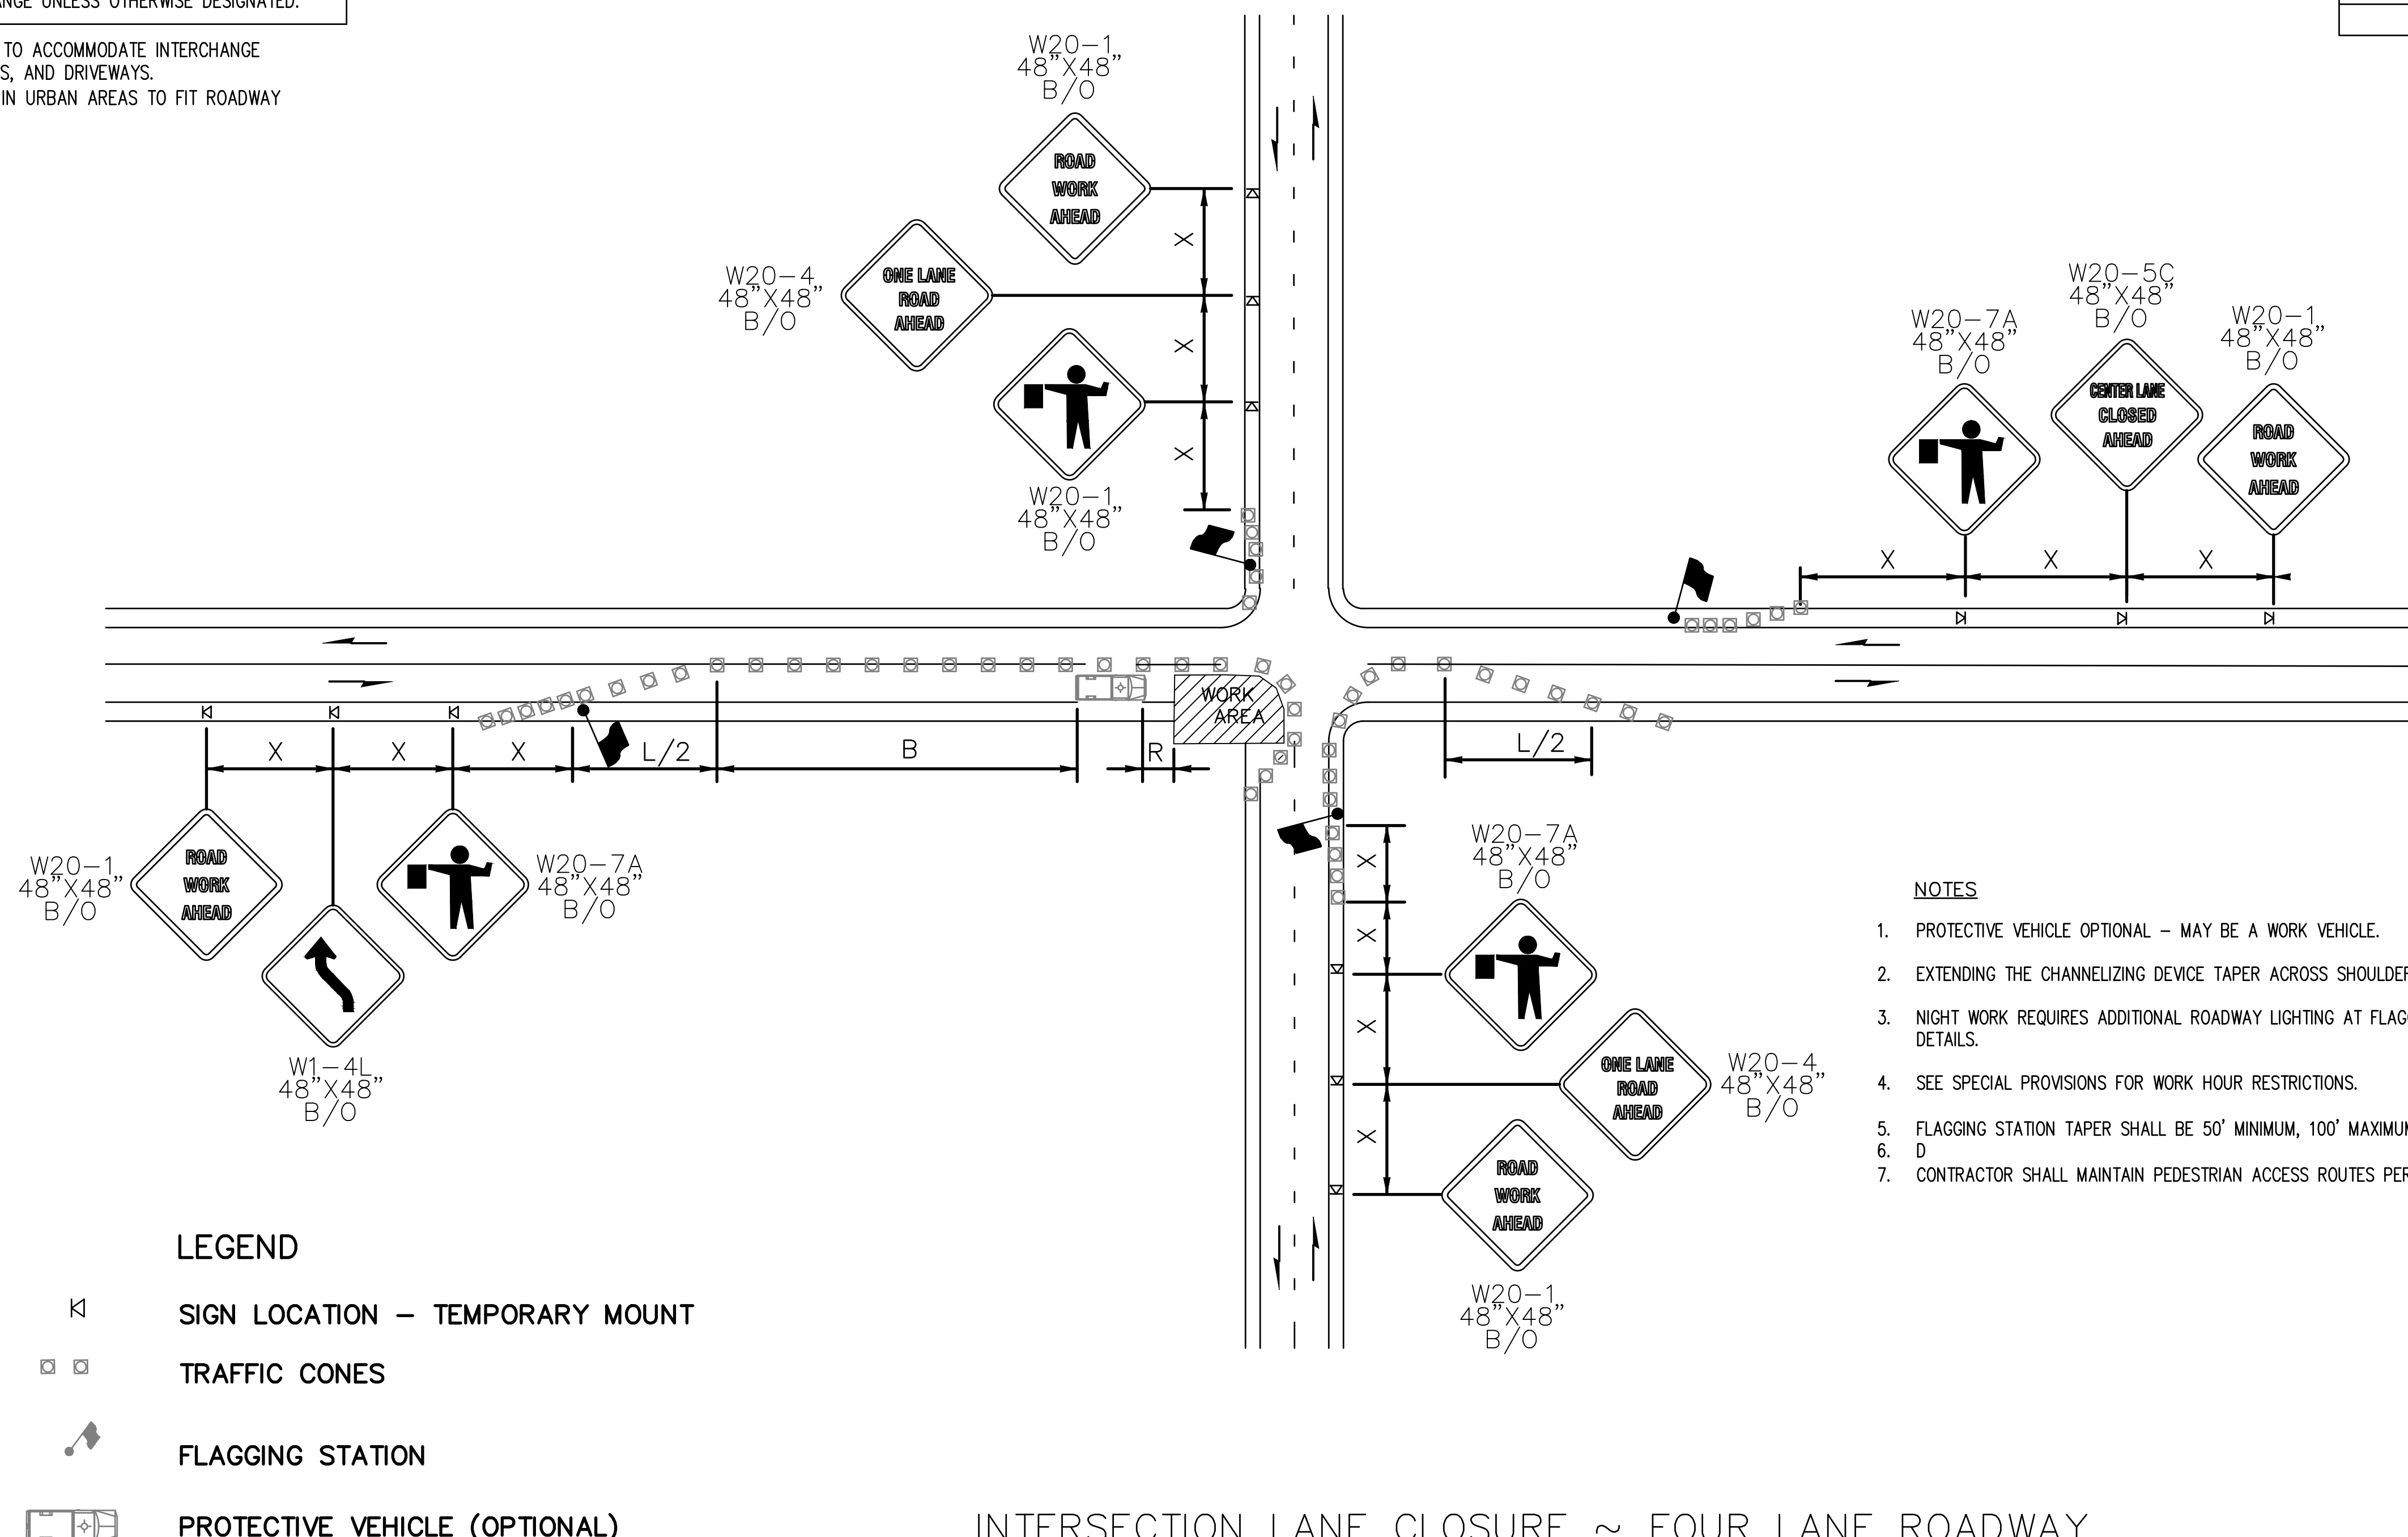 ANGE UNLESS OTHERWISE DESIGNATED.
TO ACCOMMODATE INTERCHANGE
S, AND DRIVEWAYS.
IN URBAN AREAS TO FIT ROADWAY
W20-1
48"X48"
B/O
ROAD
WORK
AHEAD
X
W20-4
48"X48"
B/O
ONE LANE
ROAD
AHEAD
X
X
W20-1
48"X48"
B/O
W20-7A
48"X48"
B/O
W20-5C
48"X48"
B/O
CENTER LANE
CLOSED
AHEAD
W20-1
48"X48"
B/O
ROAD
WORK
AHEAD
X
X
X
WORK
AREA
X
X
X
L/2
B
R
L/2
W20-1
48"X48"
B/O
ROAD
WORK
AHEAD
W20-7A
48"X48"
B/O
W1-4L
48"X48"
B/O
X
X
X
X
W20-7A
48"X48"
B/O
ONE LANE
ROAD
AHEAD
W20-4
48"X48"
B/O
ROAD
WORK
AHEAD
W20-1
48"X48"
B/O
NOTES
1. PROTECTIVE VEHICLE OPTIONAL – MAY BE A WORK VEHICLE.
2. EXTENDING THE CHANNELIZING DEVICE TAPER ACROSS SHOULDER
3. NIGHT WORK REQUIRES ADDITIONAL ROADWAY LIGHTING AT FLAGG
DETAILS.
4. SEE SPECIAL PROVISIONS FOR WORK HOUR RESTRICTIONS.
5. FLAGGING STATION TAPER SHALL BE 50' MINIMUM, 100' MAXIMUM
6. D
7. CONTRACTOR SHALL MAINTAIN PEDESTRIAN ACCESS ROUTES PER
LEGEND
SIGN LOCATION – TEMPORARY MOUNT
TRAFFIC CONES
FLAGGING STATION
PROTECTIVE VEHICLE (OPTIONAL)
INTERSECTION LANE CLOSURE ~ FOUR LANE ROADWAY